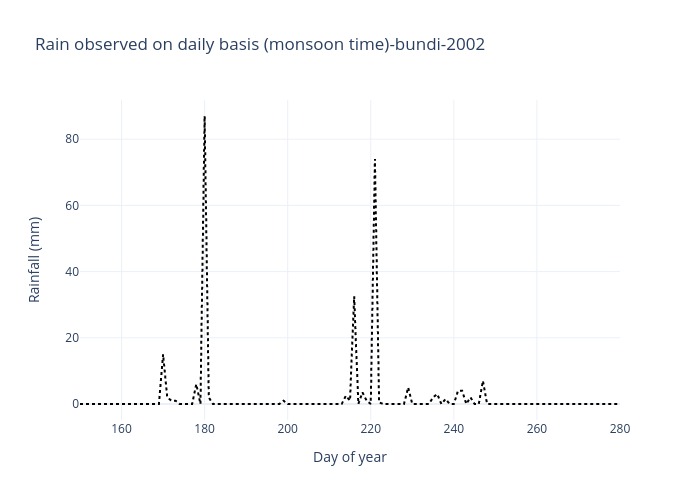 Rain observed on daily basis (monsoon time)-bundi-2002
80
60
40
20
0
Rainfall (mm)
160 180 200 220 240 260 280
Day of year